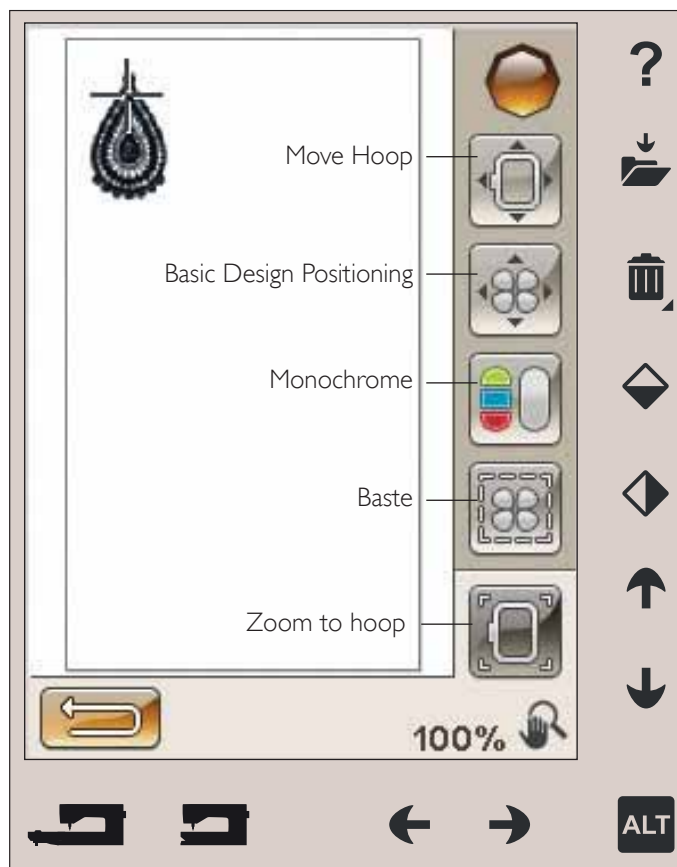 ?
Move Hoop
Basic Design Positioning
Monochrome
Baste
Zoom to hoop
100%
ALT